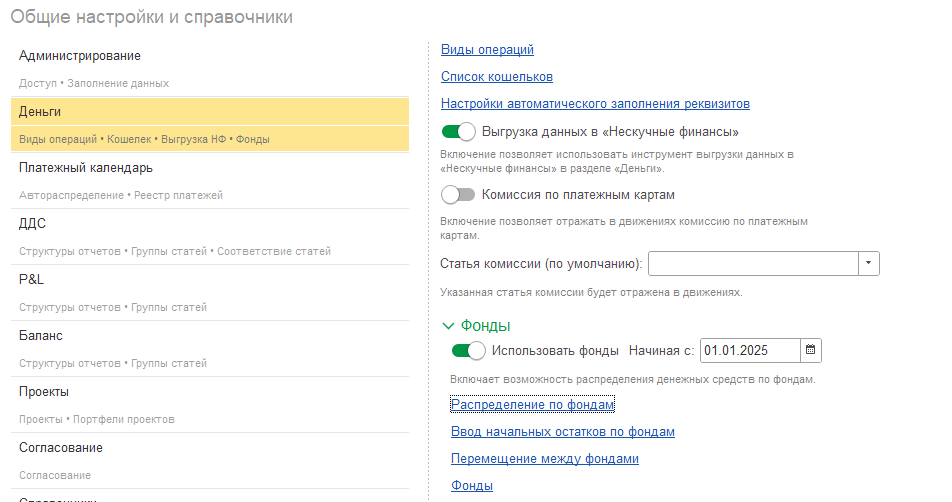 Общие настройки и справочники
Администрирование
Доступ • Заполнение данных
Деньги
Виды операций • Кошелек • Выгрузка НФ • Фонды
Платежный календарь
Автораспределение • Реестр платежей
ДДС
Структуры отчетов • Группы статей • Соответствие статей
P&L
Структуры отчетов • Группы статей
Баланс
Структуры отчетов • Группы статей
Проекты
Проекты • Портфели проектов
Согласование
Согласование
Справочники
Виды операций
Список кошельков
Настройки автоматического заполнения реквизитов
Выгрузка данных в «Нескучные финансы»
Включение позволяет использовать инструмент выгрузки данных в
«Нескучные финансы» в разделе «Деньги».
Комиссия по платежным картам
Включение позволяет отражать в движениях комиссию по платежным
картам.
Статья комиссии (по умолчанию):
Указанная статья комиссии будет отражена в движениях.
Фонды
Использовать фонды Начиная с: 01.01.2025
Включает возможность распределения денежных средств по фондам.
Распределение по фондам
Ввод начальных остатков по фондам
Перемещение между фондами
Фонды